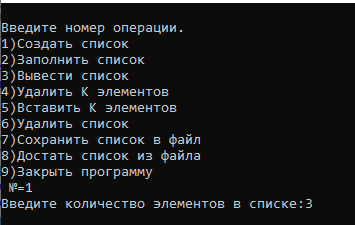 Введите номер операции.
1)Создать список
2)Заполнить список
3)Вывести список
4)Удалить К элементов
5)Вставить К элементов
6)Удалить список
7)Сохранить список в файл
8)Достать список из файла
9)Закрыть программу
№=1
Введите количество элементов в списке:3